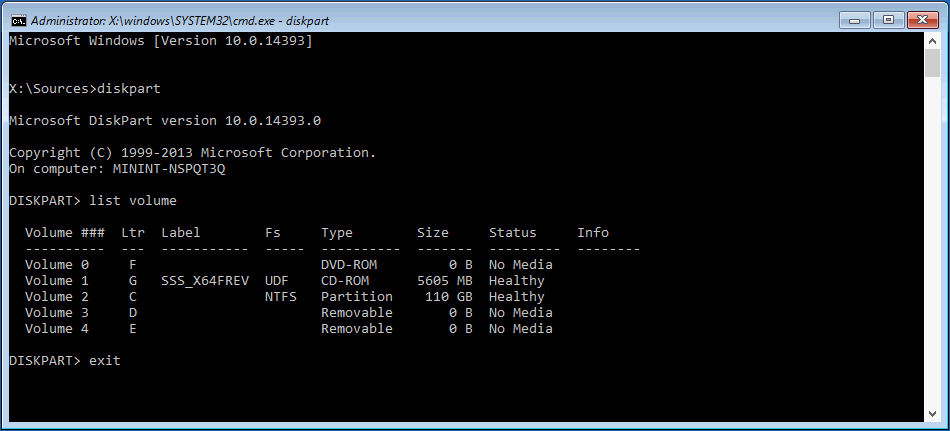 Administrator: X:\windows\SYSTEM32\cmd.exe - diskpart
Microsoft Windows [Version 10.0.14393]
X:\Sources>diskpart
Microsoft DiskPart version 10.0.14393.0
Copyright (C) 1999-2013 Microsoft Corporation.
On computer: MININT-NSPQT3Q
DISKPART> list volume
  Volume ###  Ltr  Label        Fs     Type        Size     Status     Info
  ----------  ---  -----------  -----  ----------  -------  ---------  --------
  Volume 0     F                       DVD-ROM         0 B  No Media
  Volume 1     G   SSS_X64FREV  UDF    CD-ROM      5605 MB  Healthy
  Volume 2     C                NTFS   Partition    110 GB  Healthy
  Volume 3     D                       Removable       0 B  No Media
  Volume 4     E                       Removable       0 B  No Media
DISKPART> exit